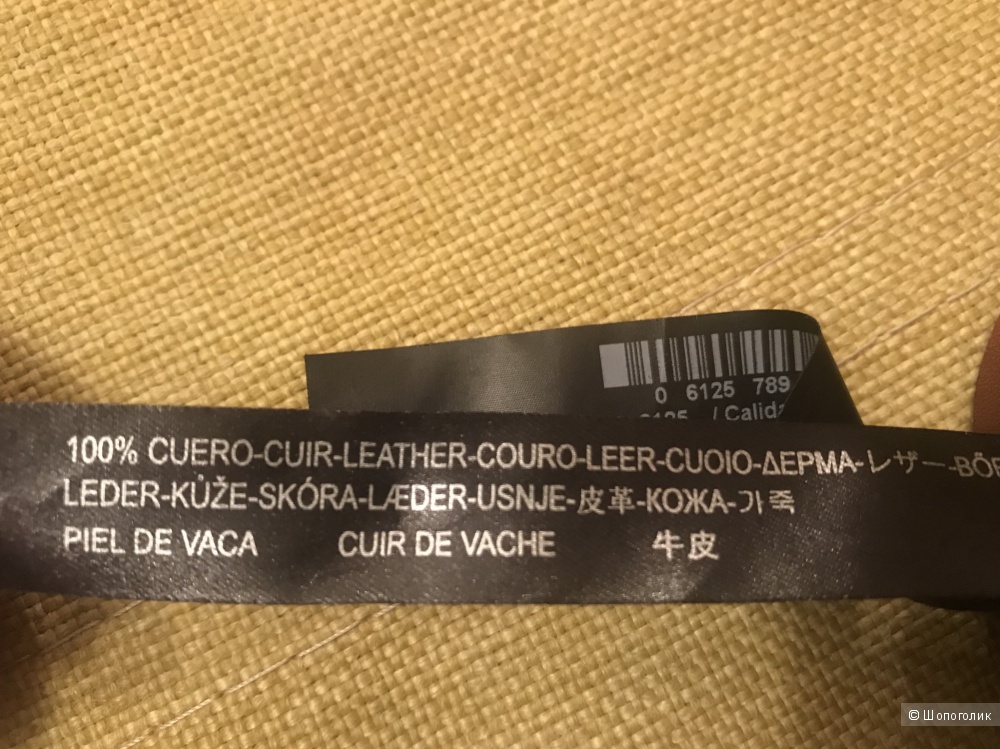 0 6125 789
/ Calida
100% CUERO-CUIR-LEATHER-COURO-LEER-CUOIO-ΔΕΡΜΑ-レザー-BÖR
LEDER-KŮŽE-SKÓRA-LÆDER-USNJE-皮革-КОЖА-가죽
PIEL DE VACA CUIR DE VACHE 牛皮
© Шопоголик